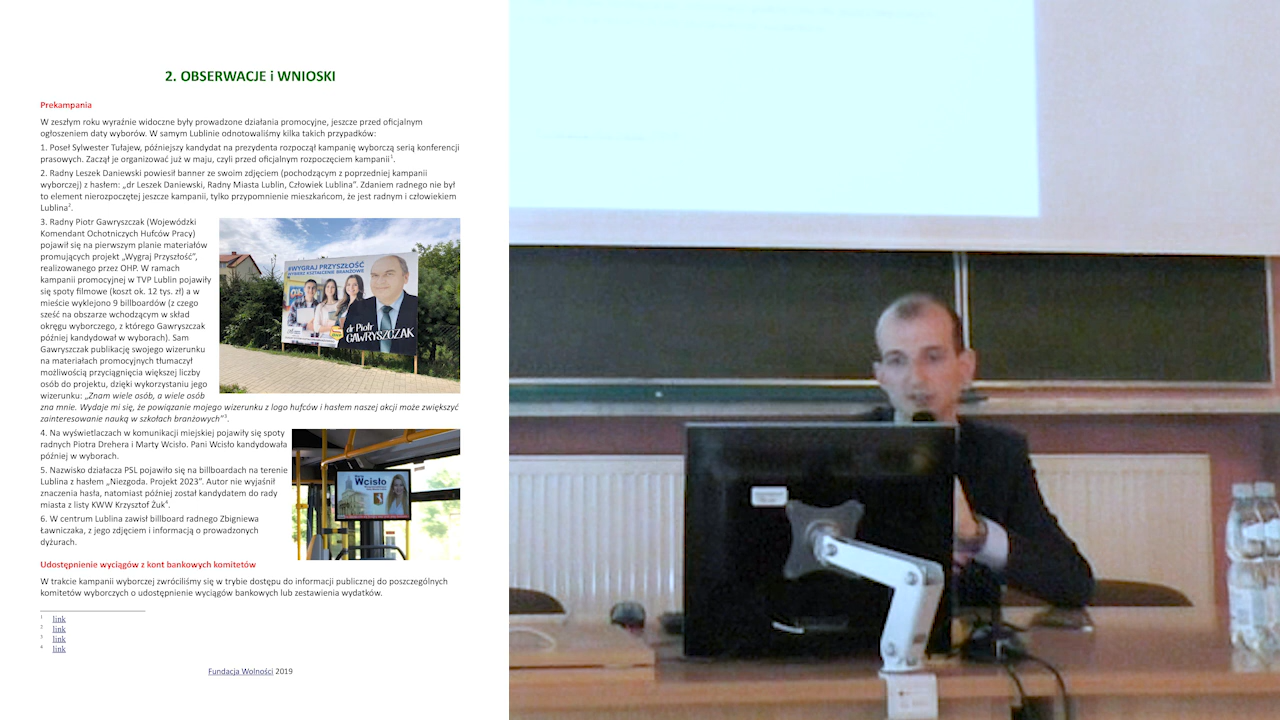 2. OBSERWACJE i WNIOSKI
Prekampania
W zeszłym roku wyraźnie widoczne były prowadzone działania promocyjne, jeszcze przed oficjalnym
ogłoszeniem daty wyborów. W samym Lublinie odnotowaliśmy kilka takich przypadków:
1. Poseł Sylwester Tułajew, późniejszy kandydat na prezydenta rozpoczął kampanię wyborczą serią konferencji
prasowych. Zaczął je organizować już w maju, czyli przed oficjalnym rozpoczęciem kampanii¹.
2. Radny Leszek Daniewski powiesił banner ze swoim zdjęciem (pochodzącym z poprzedniej kampanii
wyborczej) z hasłem: „dr Leszek Daniewski, Radny Miasta Lublin, Człowiek Lublina”. Zdaniem radnego nie był
to element nierozpoczętej jeszcze kampanii, tylko przypomnienie mieszkańcom, że jest radnym i człowiekiem
Lublina².
3. Radny Piotr Gawryszczak (Wojewódzki
Komendant Ochotniczych Hufców Pracy)
pojawił się na pierwszym planie materiałów
promujących projekt „Wygraj Przyszłość”,
realizowanego przez OHP. W ramach
kampanii promocyjnej w TVP Lublin pojawiły
się spoty filmowe (koszt ok. 12 tys. zł) a w
mieście wyklejono 9 billboardów (z czego
sześć na obszarze wchodzącym w skład
okręgu wyborczego, z którego Gawryszczak
później kandydował w wyborach). Sam
Gawryszczak publikację swojego wizerunku
na materiałach promocyjnych tłumaczył
możliwością przyciągnięcia większej liczby
osób do projektu, dzięki wykorzystaniu jego
wizerunku: „Znam wiele osób, a wiele osób
zna mnie. Wydaje mi się, że powiązanie mojego wizerunku z logo hufców i hasłem naszej akcji może zwiększyć
zainteresowanie nauką w szkołach branżowych”³.
#WYGRAJ PRZYSZŁOŚĆ
WYBIERZ KSZTAŁCENIE BRANŻOWE
dr Piotr
GAWRYSZCZAK
4. Na wyświetlaczach w komunikacji miejskiej pojawiły się spoty
radnych Piotra Drehera i Marty Wcisło. Pani Wcisło kandydowała
później w wyborach.
5. Nazwisko działacza PSL pojawiło się na billboardach na terenie
Lublina z hasłem „Niezgoda. Projekt 2023”. Autor nie wyjaśnił
znaczenia hasła, natomiast później został kandydatem do rady
miasta z listy KWW Krzysztof Żuk⁴.
6. W centrum Lublina zawisł billboard radnego Zbigniewa
Ławniczaka, z jego zdjęciem i informacją o prowadzonych
dyżurach.
Wcisło
Udostępnienie wyciągów z kont bankowych komitetów
W trakcie kampanii wyborczej zwróciliśmy się w trybie dostępu do informacji publicznej do poszczególnych
komitetów wyborczych o udostępnienie wyciągów bankowych lub zestawienia wydatków.
1 link
2 link
3 link
4 link
Fundacja Wolności 2019